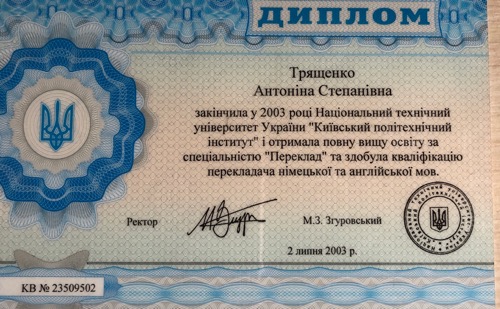 ДИПЛОМ
Трященко
Антоніна Степанівна
закінчила у 2003 році Національний технічний
університет України "Київський політехнічний
інститут" і отримала повну вищу освіту за
спеціальністю "Переклад" та здобула кваліфікацію
перекладача німецької та англійської мов.
Ректор М.З. Згуровський
2 липня 2003 р.
КВ № 23509502